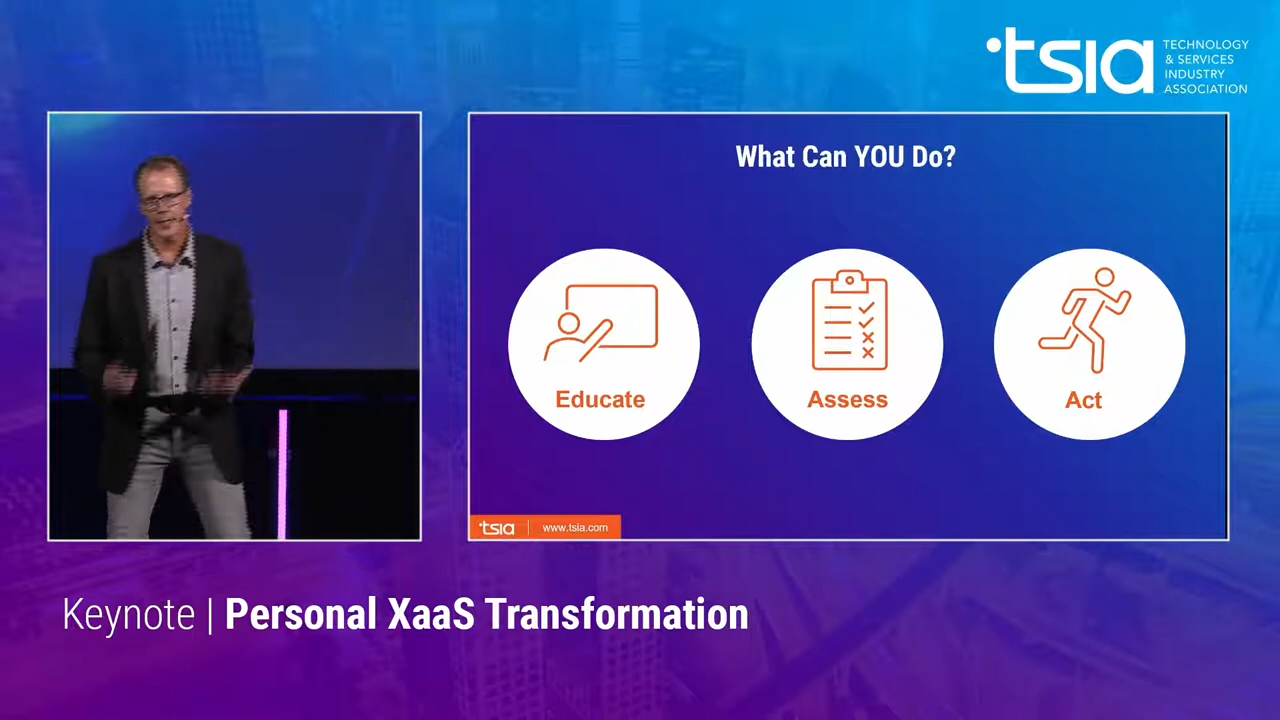 tsia
TECHNOLOGY
& SERVICES
INDUSTRY
ASSOCIATION
What Can YOU Do?
Educate
Assess
Act
tsia | www.tsia.com
Keynote | Personal XaaS Transformation